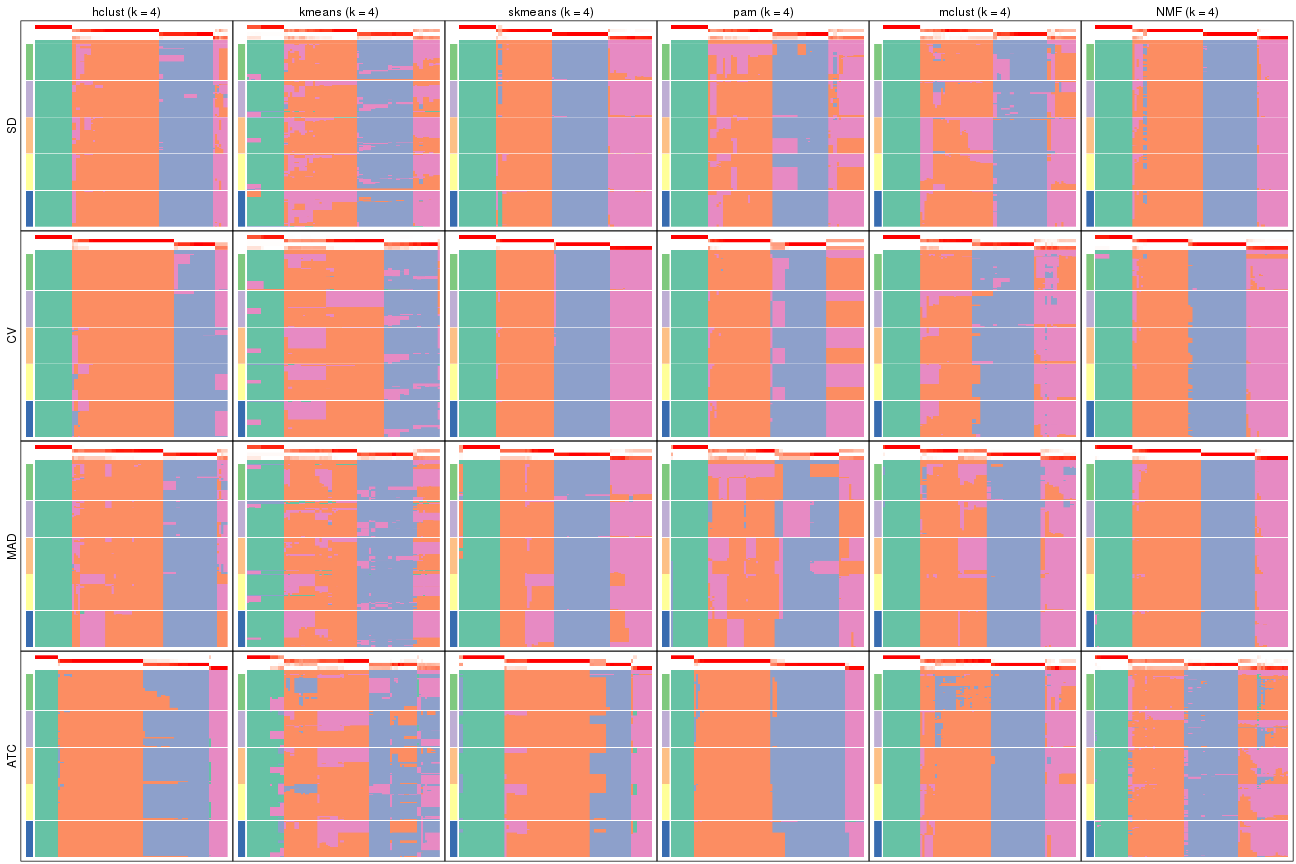 hclust (k = 4)
kmeans (k = 4)
skmeans (k = 4)
pam (k = 4)
mclust (k = 4)
NMF (k = 4)
SD
CV
MAD
ATC